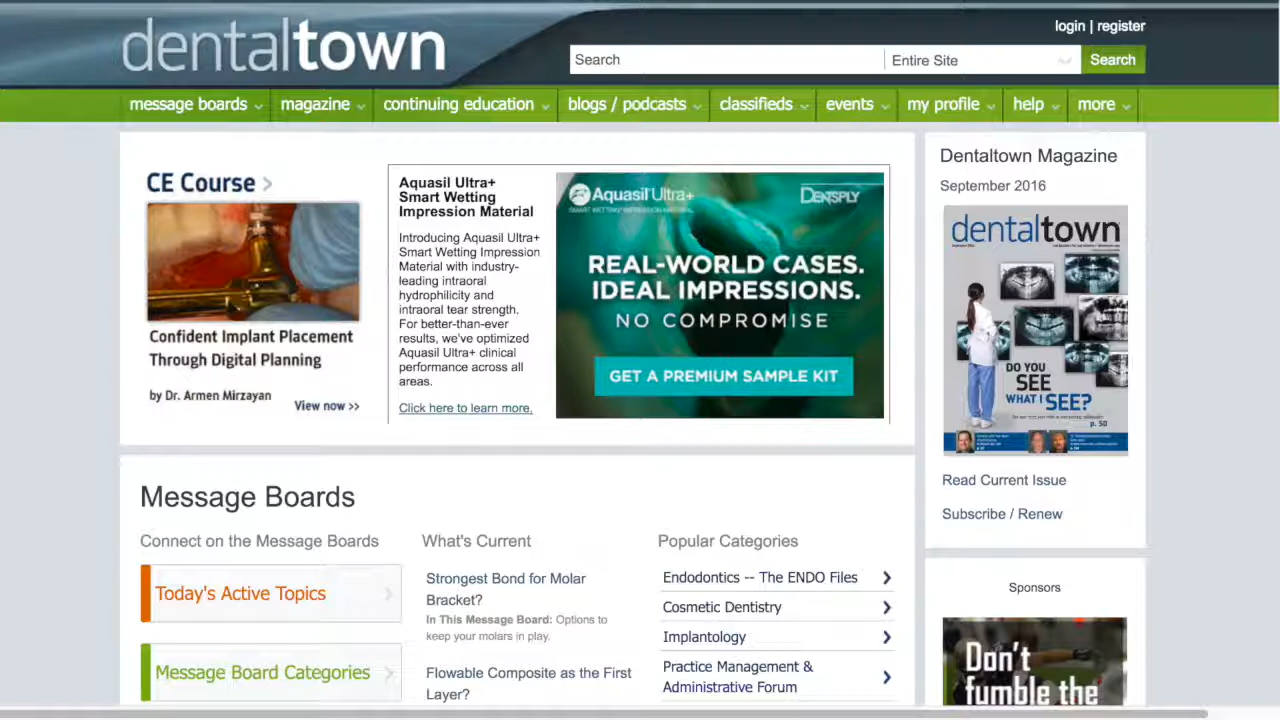 dentaltown
login | register
Search
Entire Site
Search
message boards
magazine
continuing education
blogs / podcasts
classifieds
events
my profile
help
more
CE Course >
Confident Implant Placement
Through Digital Planning
by Dr. Armen Mirzayan
View now >>
Aquasil Ultra+
Smart Wetting
Impression Material
Introducing Aquasil Ultra+
Smart Wetting Impression
Material with industry-
leading intraoral
hydrophilicity and
intraoral tear strength.
For better-than-ever
results, we've optimized
Aquasil Ultra+ clinical
performance across all
areas.
Click here to learn more.
Aquasil Ultra+
SMART WETTING IMPRESSION MATERIAL
DENTSPLY
REAL-WORLD CASES.
IDEAL IMPRESSIONS.
NO COMPROMISE
GET A PREMIUM SAMPLE KIT
Dentaltown Magazine
September 2016
dentaltown
DO YOU
SEE
WHAT I SEE?
p. 50
Read Current Issue
Subscribe / Renew
Message Boards
Connect on the Message Boards
Today's Active Topics
Message Board Categories
What's Current
Strongest Bond for Molar
Bracket?
In This Message Board: Options to
keep your molars in play.
Flowable Composite as the First
Layer?
Popular Categories
Endodontics -- The ENDO Files
Cosmetic Dentistry
Implantology
Practice Management &
Administrative Forum
Sponsors
Don't
fumble the